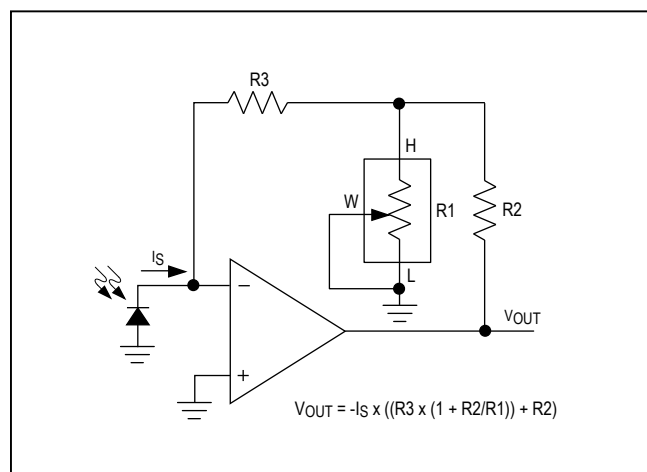 R3
H
W
R1
R2
IS
L
−
VOUT
+
VOUT = -IS x ((R3 x (1 + R2/R1)) + R2)